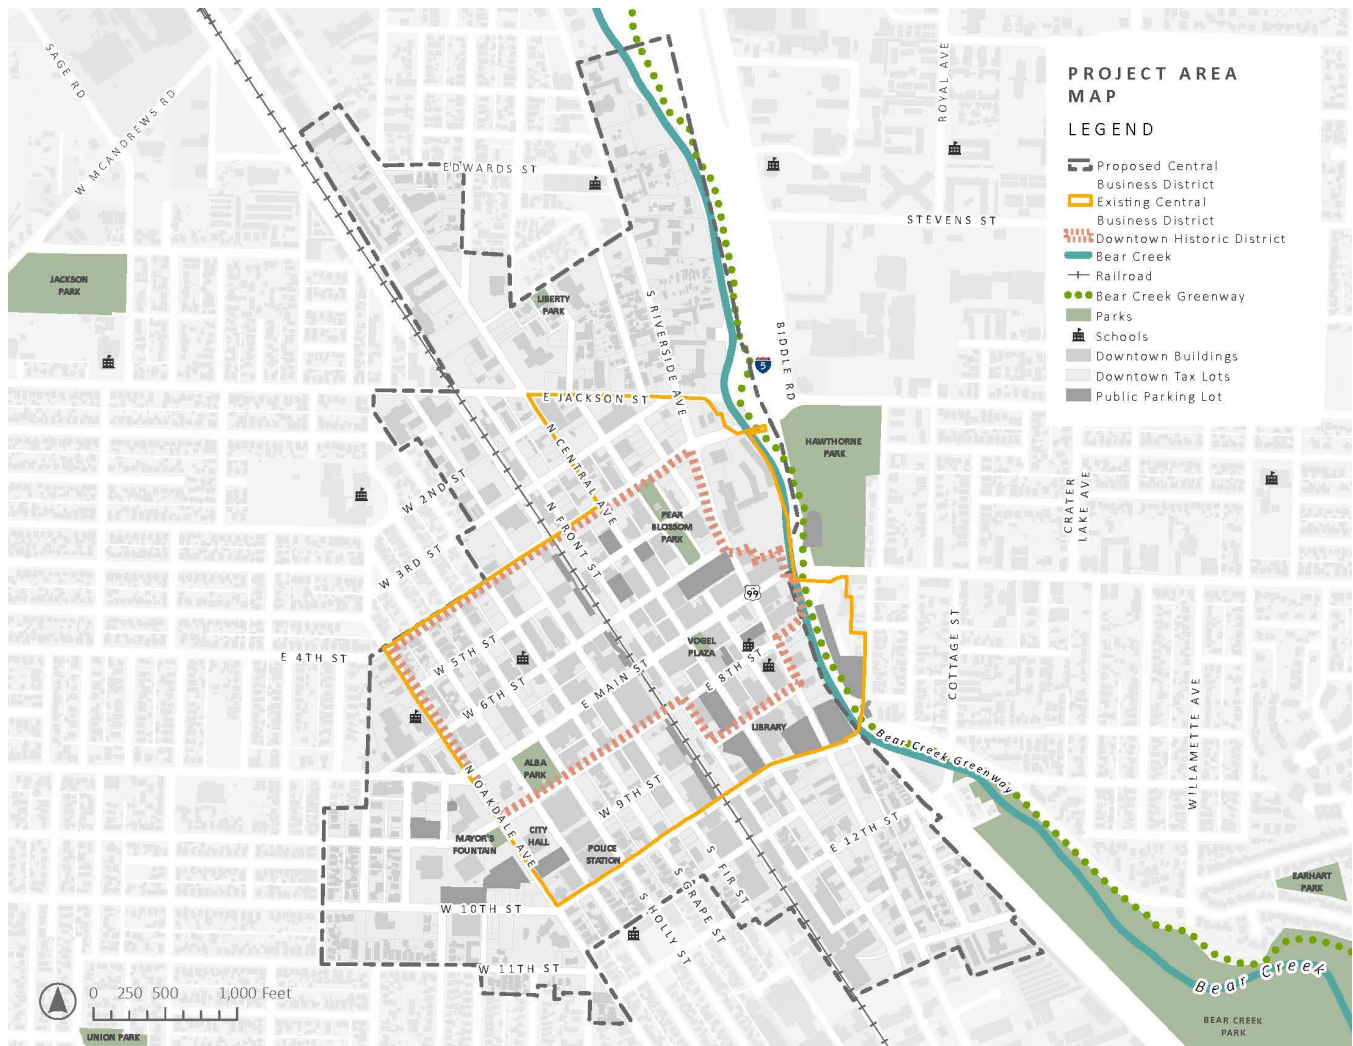 PROJECT AREA
MAP
LEGEND
Proposed Central
Business District
Existing Central
Business District
Downtown Historic District
Bear Creek
Railroad
Bear Creek Greenway
Parks
Schools
Downtown Buildings
Downtown Tax Lots
Public Parking Lot
SAGE RD
W MCANDREWS RD
ROYAL AVE
EDWARDS ST
STEVENS ST
JACKSON
PARK
LIBERTY
PARK
S RIVERSIDE AVE
BIDDLE RD
5
E JACKSON ST
N CENTRAL AVE
HAWTHORNE
PARK
W 2ND ST
N FRONT ST
PEAR
BLOSSOM
PARK
CRATER
LAKE AVE
W 3RD ST
99
E 4TH ST
W 5TH ST
W 6TH ST
E MAIN ST
VOGEL
PLAZA
E 8TH ST
COTTAGE ST
WILLAMETTE AVE
LIBRARY
Bear Creek Greenway
ALBA
PARK
N OAKDALE AVE
W 9TH ST
MAYOR'S
FOUNTAIN
CITY
HALL
POLICE
STATION
E 12TH ST
S FIR ST
S GRAPE ST
S HOLLY ST
W 10TH ST
W 11TH ST
EARHART
PARK
Bear Creek
BEAR CREEK
PARK
0 250 500 1,000 Feet
UNION PARK